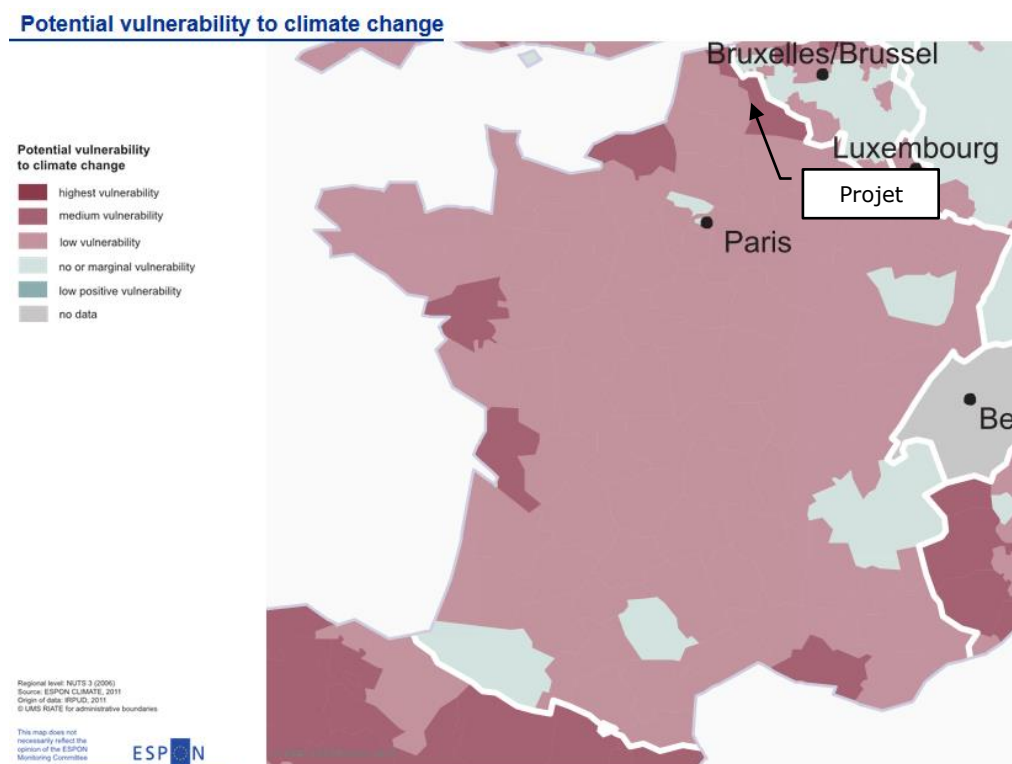 Potential vulnerability to climate change
Bruxelles/Brussel
Potential vulnerability
to climate change
highest vulnerability
medium vulnerability
low vulnerability
no or marginal vulnerability
low positive vulnerability
no data
Luxembourg
Projet
Paris
Be
Regional level: NUTS 3 (2006)
Source: ESPON CLIMATE, 2011
Origin of data: IRPUD, 2011
© UMS RIATE for administrative boundaries
This map does not
necessarily reflect the
opinion of the ESPON
Monitoring Committee
ESPON